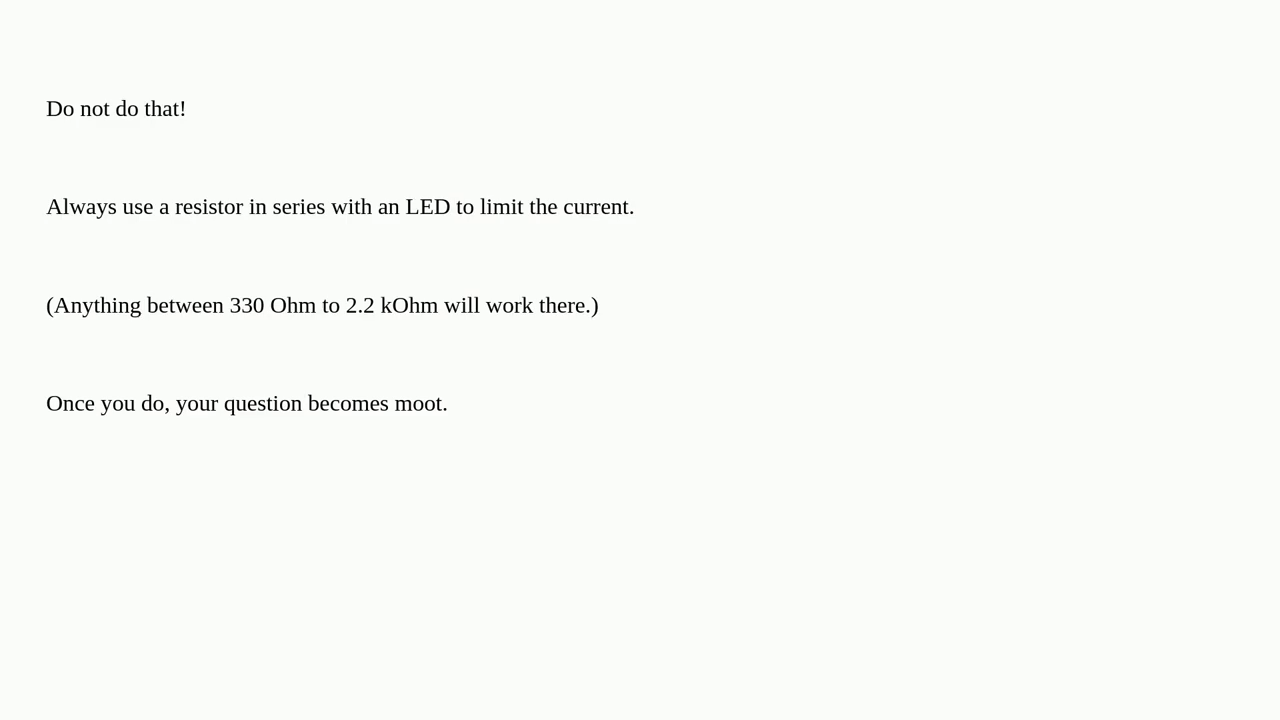 Do not do that!
Always use a resistor in series with an LED to limit the current.
(Anything between 330 Ohm to 2.2 kOhm will work there.)
Once you do, your question becomes moot.